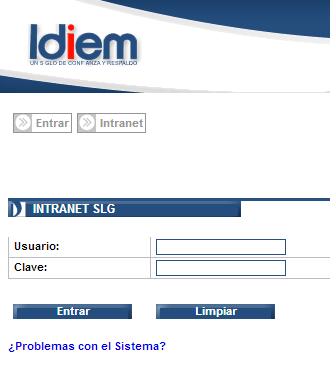 Idiem
UN SIGLO DE CONFIANZA Y RESPALDO
Entrar Intranet
INTRANET SLG
Usuario:
Clave:
Entrar Limpiar
¿Problemas con el Sistema?